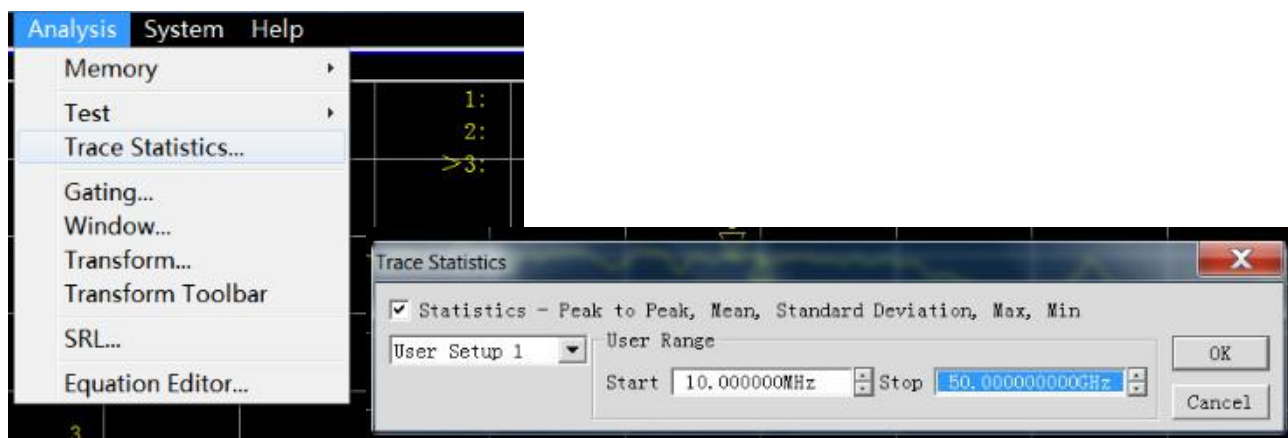 Analysis System Help
Memory
Test
Trace Statistics...
Gating...
Window...
Transform...
Transform Toolbar
SRL...
Equation Editor...
1:
2:
>3:
3
Trace Statistics
Statistics - Peak to Peak, Mean, Standard Deviation, Max, Min
User Setup 1
User Range
Start 10.000000MHz Stop 50.000000000GHz
OK
Cancel